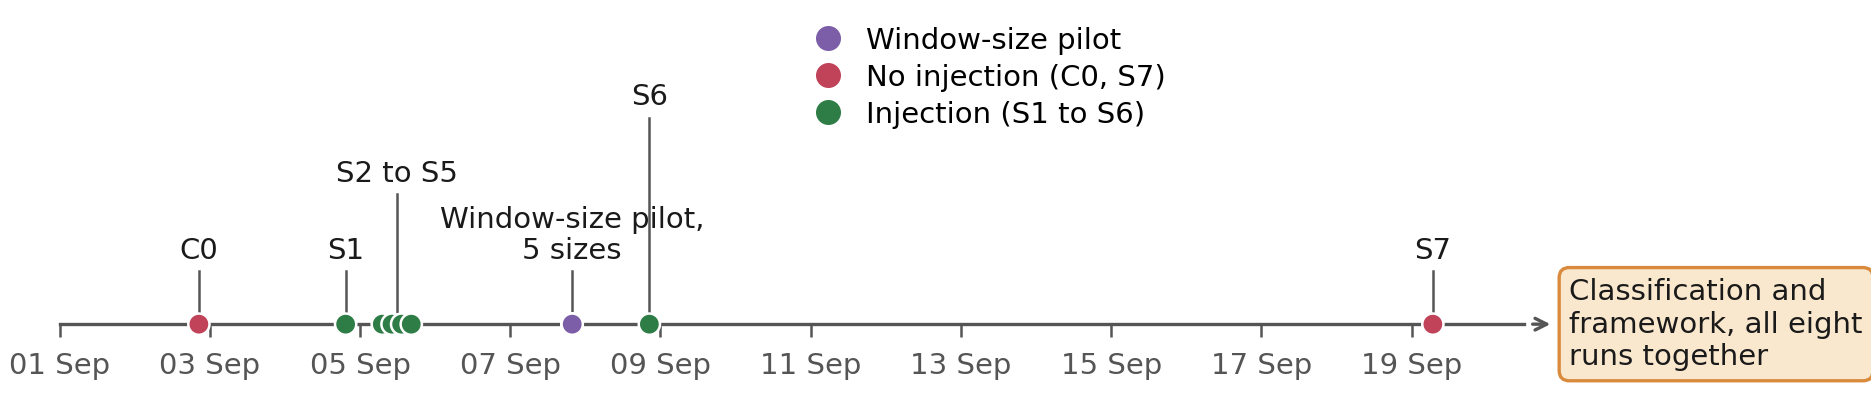 Window-size pilot
No injection (C0, S7)
Injection (S1 to S6)
S6
S2 to S5
Window-size pilot,
5 sizes
C0
S1
S7
Classification and
framework, all eight
runs together
01 Sep
03 Sep
05 Sep
07 Sep
09 Sep
11 Sep
13 Sep
15 Sep
17 Sep
19 Sep